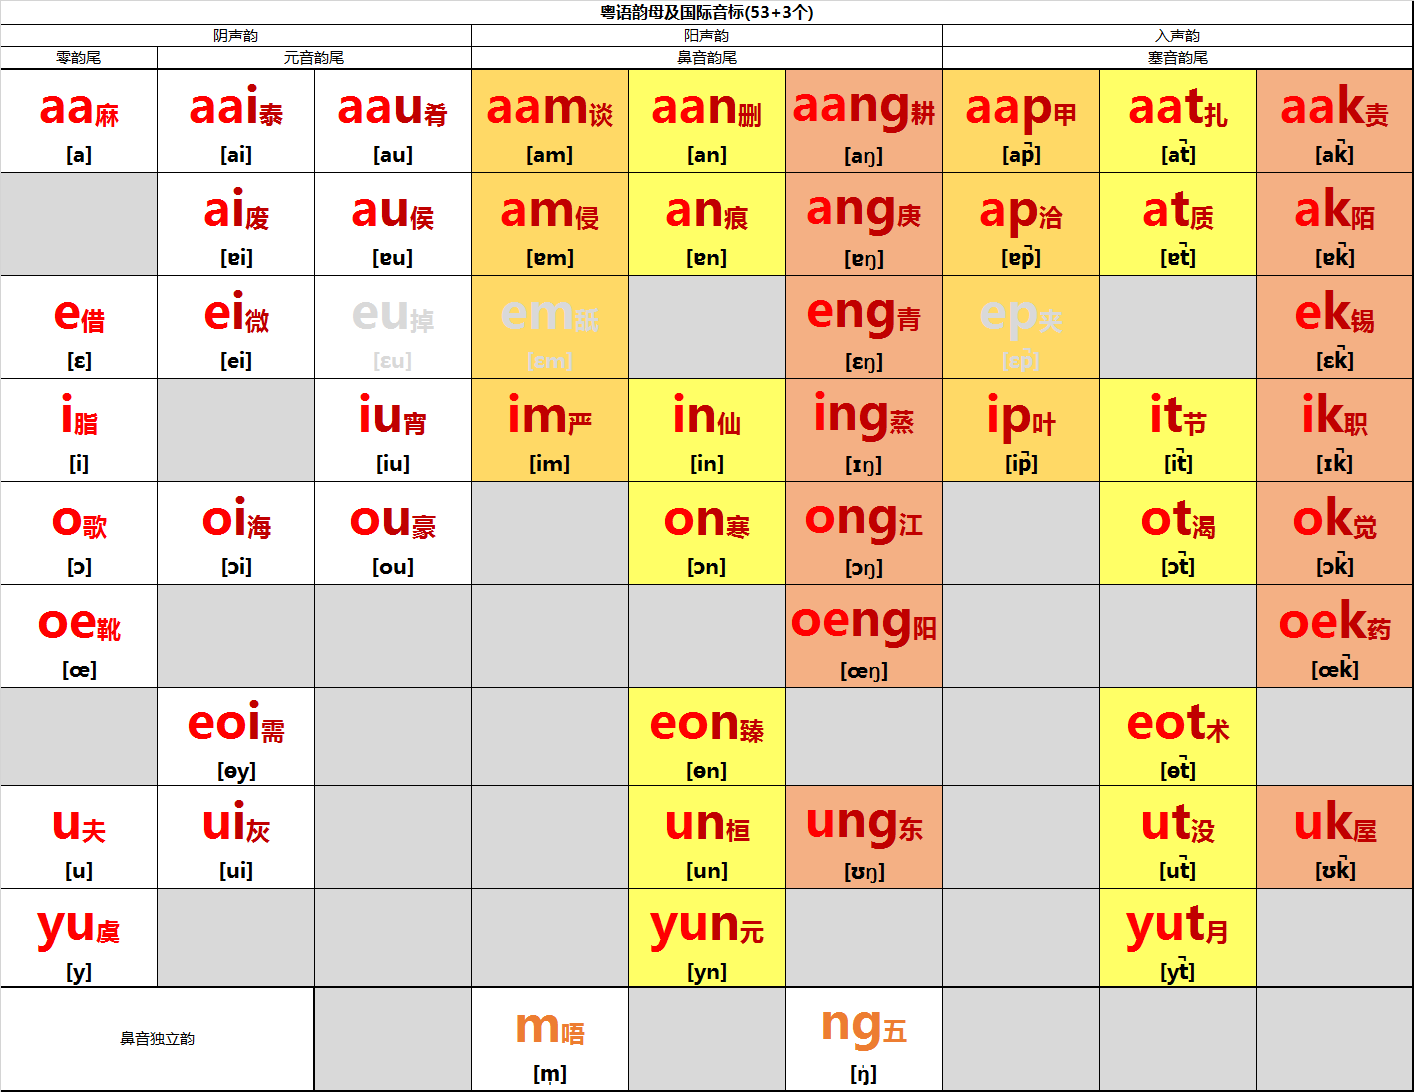 粤语韵母及国际音标(53+3个)
阴声韵 阳声韵 入声韵
零韵尾 元音韵尾 鼻音韵尾 塞音韵尾
aa麻 aai泰 aau肴 aam谈 aan删 aang耕 aap甲 aat扎 aak责
[a] [ai] [au] [am] [an] [aŋ] [ap̚] [at̚] [ak̚]
ai废 au侯 am侵 an痕 ang庚 ap洽 at质 ak陌
[ɐi] [ɐu] [ɐm] [ɐn] [ɐŋ] [ɐp̚] [ɐt̚] [ɐk̚]
e借 ei微 eu掉 em舐 eng青 ep夹 ek锡
[ɛ] [ei] [ɛu] [ɛm] [ɛŋ] [ɛp̚] [ɛk̚]
i脂 iu宵 im严 in仙 ing蒸 ip叶 it节 ik职
[i] [iu] [im] [in] [ɪŋ] [ip̚] [it̚] [ɪk̚]
o歌 oi海 ou豪 on寒 ong江 ot渴 ok觉
[ɔ] [ɔi] [ou] [ɔn] [ɔŋ] [ɔt̚] [ɔk̚]
oe靴 oeng阳 oek药
[œ] [œŋ] [œk̚]
eoi需 eon臻 eot术
[ɵy] [ɵn] [ɵt̚]
u夫 ui灰 un桓 ung东 ut没 uk屋
[u] [ui] [un] [ʊŋ] [ut̚] [ʊk̚]
yu虞 yun元 yut月
[y] [yn] [yt̚]
鼻音独立韵 m唔 ng五
[m̩] [ŋ̍]